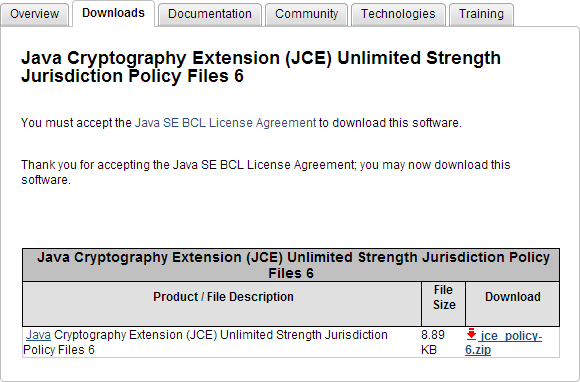 Overview Downloads Documentation Community Technologies Training
Java Cryptography Extension (JCE) Unlimited Strength
Jurisdiction Policy Files 6
You must accept the Java SE BCL License Agreement to download this software.
Thank you for accepting the Java SE BCL License Agreement; you may now download this
software.
Java Cryptography Extension (JCE) Unlimited Strength Jurisdiction Policy
Files 6
Product / File Description
File
Size
Download
Java Cryptography Extension (JCE) Unlimited Strength Jurisdiction
Policy Files 6
8.89
KB
jce_policy-
6.zip